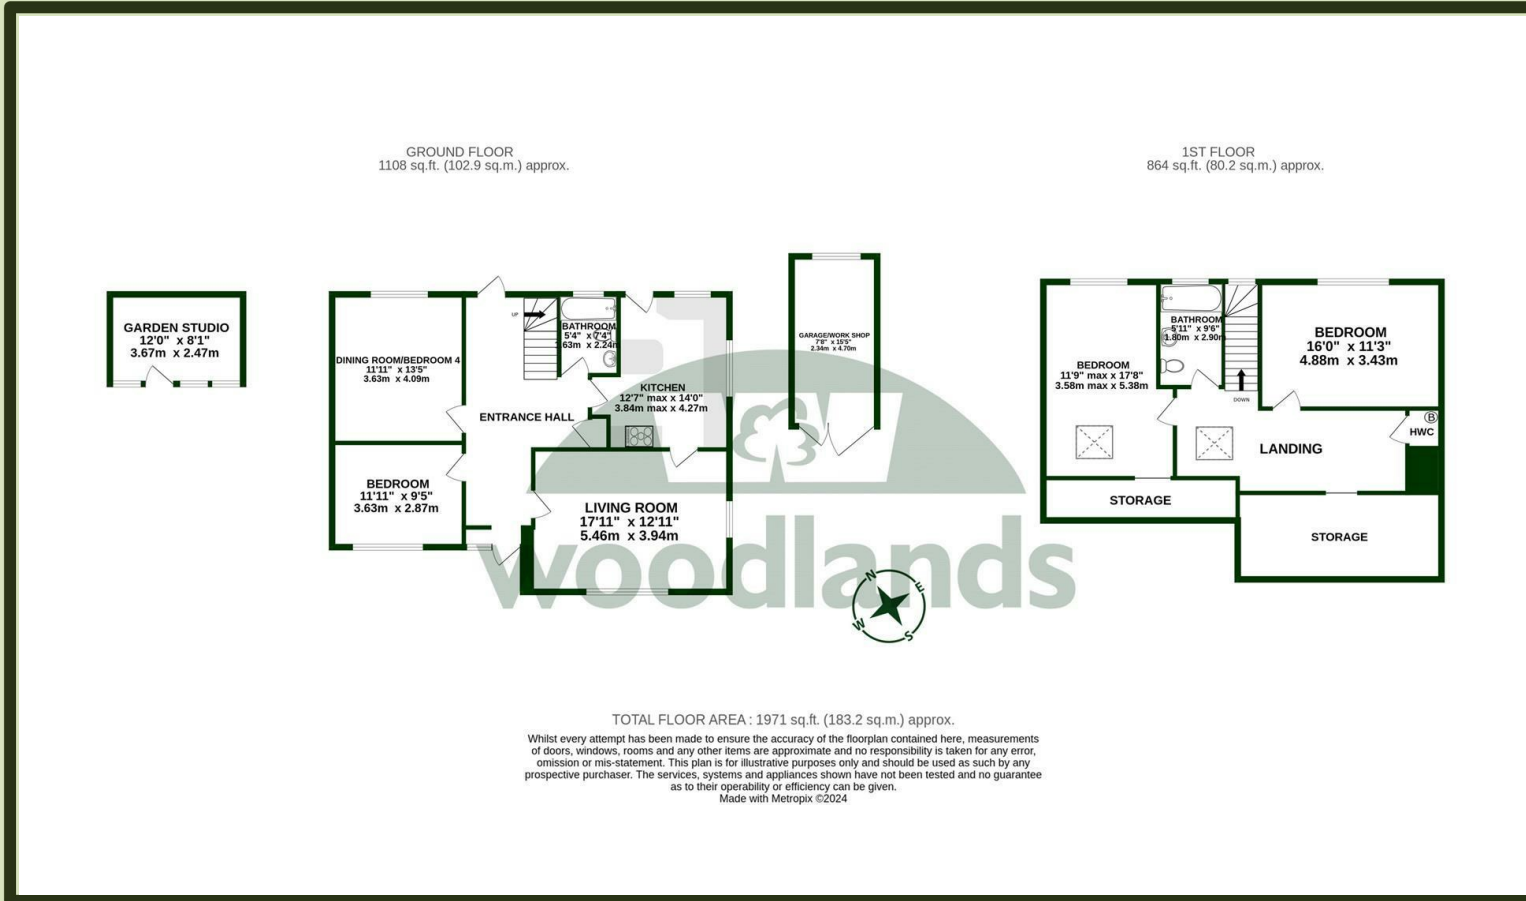 GROUND FLOOR
1108 sq.ft. (102.9 sq.m.) approx.
1ST FLOOR
864 sq.ft. (80.2 sq.m.) approx.
GARDEN STUDIO
12'0" x 8'1"
3.67m x 2.47m
DINING ROOM/BEDROOM 4
11'11" x 13'5"
3.63m x 4.09m
UP
BATHROOM
5'4" x 7'4"
1.63m x 2.24m
KITCHEN
12'7" max x 14'0"
3.84m max x 4.27m
ENTRANCE HALL
BEDROOM
11'11" x 9'5"
3.63m x 2.87m
LIVING ROOM
17'11" x 12'11"
5.46m x 3.94m
GARAGE/WORK SHOP
7'8" x 15'5"
2.34m x 4.70m
BEDROOM
11'9" max x 17'8"
3.58m max x 5.38m
BATHROOM
5'11" x 9'6"
1.80m x 2.90m
DOWN
BEDROOM
16'0" x 11'3"
4.88m x 3.43m
B
HWC
LANDING
STORAGE
STORAGE
woodlands
N
E
S
W
TOTAL FLOOR AREA : 1971 sq.ft. (183.2 sq.m.) approx.
Whilst every attempt has been made to ensure the accuracy of the floorplan contained here, measurements
of doors, windows, rooms and any other items are approximate and no responsibility is taken for any error,
omission or mis-statement. This plan is for illustrative purposes only and should be used as such by any
prospective purchaser. The services, systems and appliances shown have not been tested and no guarantee
as to their operability or efficiency can be given.
Made with Metropix ©2024